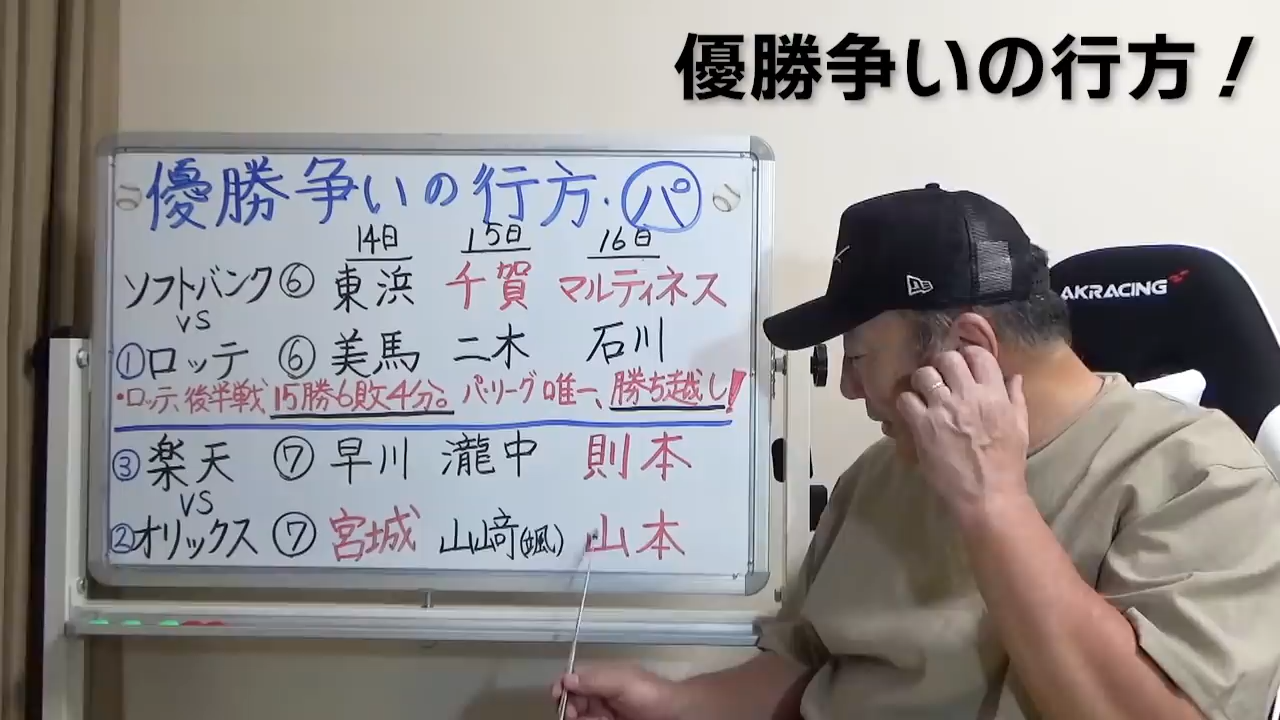 優勝争いの行方!
優勝争いの行方・パ
14日 15日 16日
ソフトバンク⑥ 東浜 千賀 マルティネス
VS
①ロッテ ⑥ 美馬 二木 石川
・ロッテ、後半戦 15勝6敗4分。 パ・リーグ唯一、勝ち越し!
③楽天 ⑦ 早川 瀧中 則本
VS
②オリックス ⑦ 宮城 山﨑(颯) 山本
AKRACING